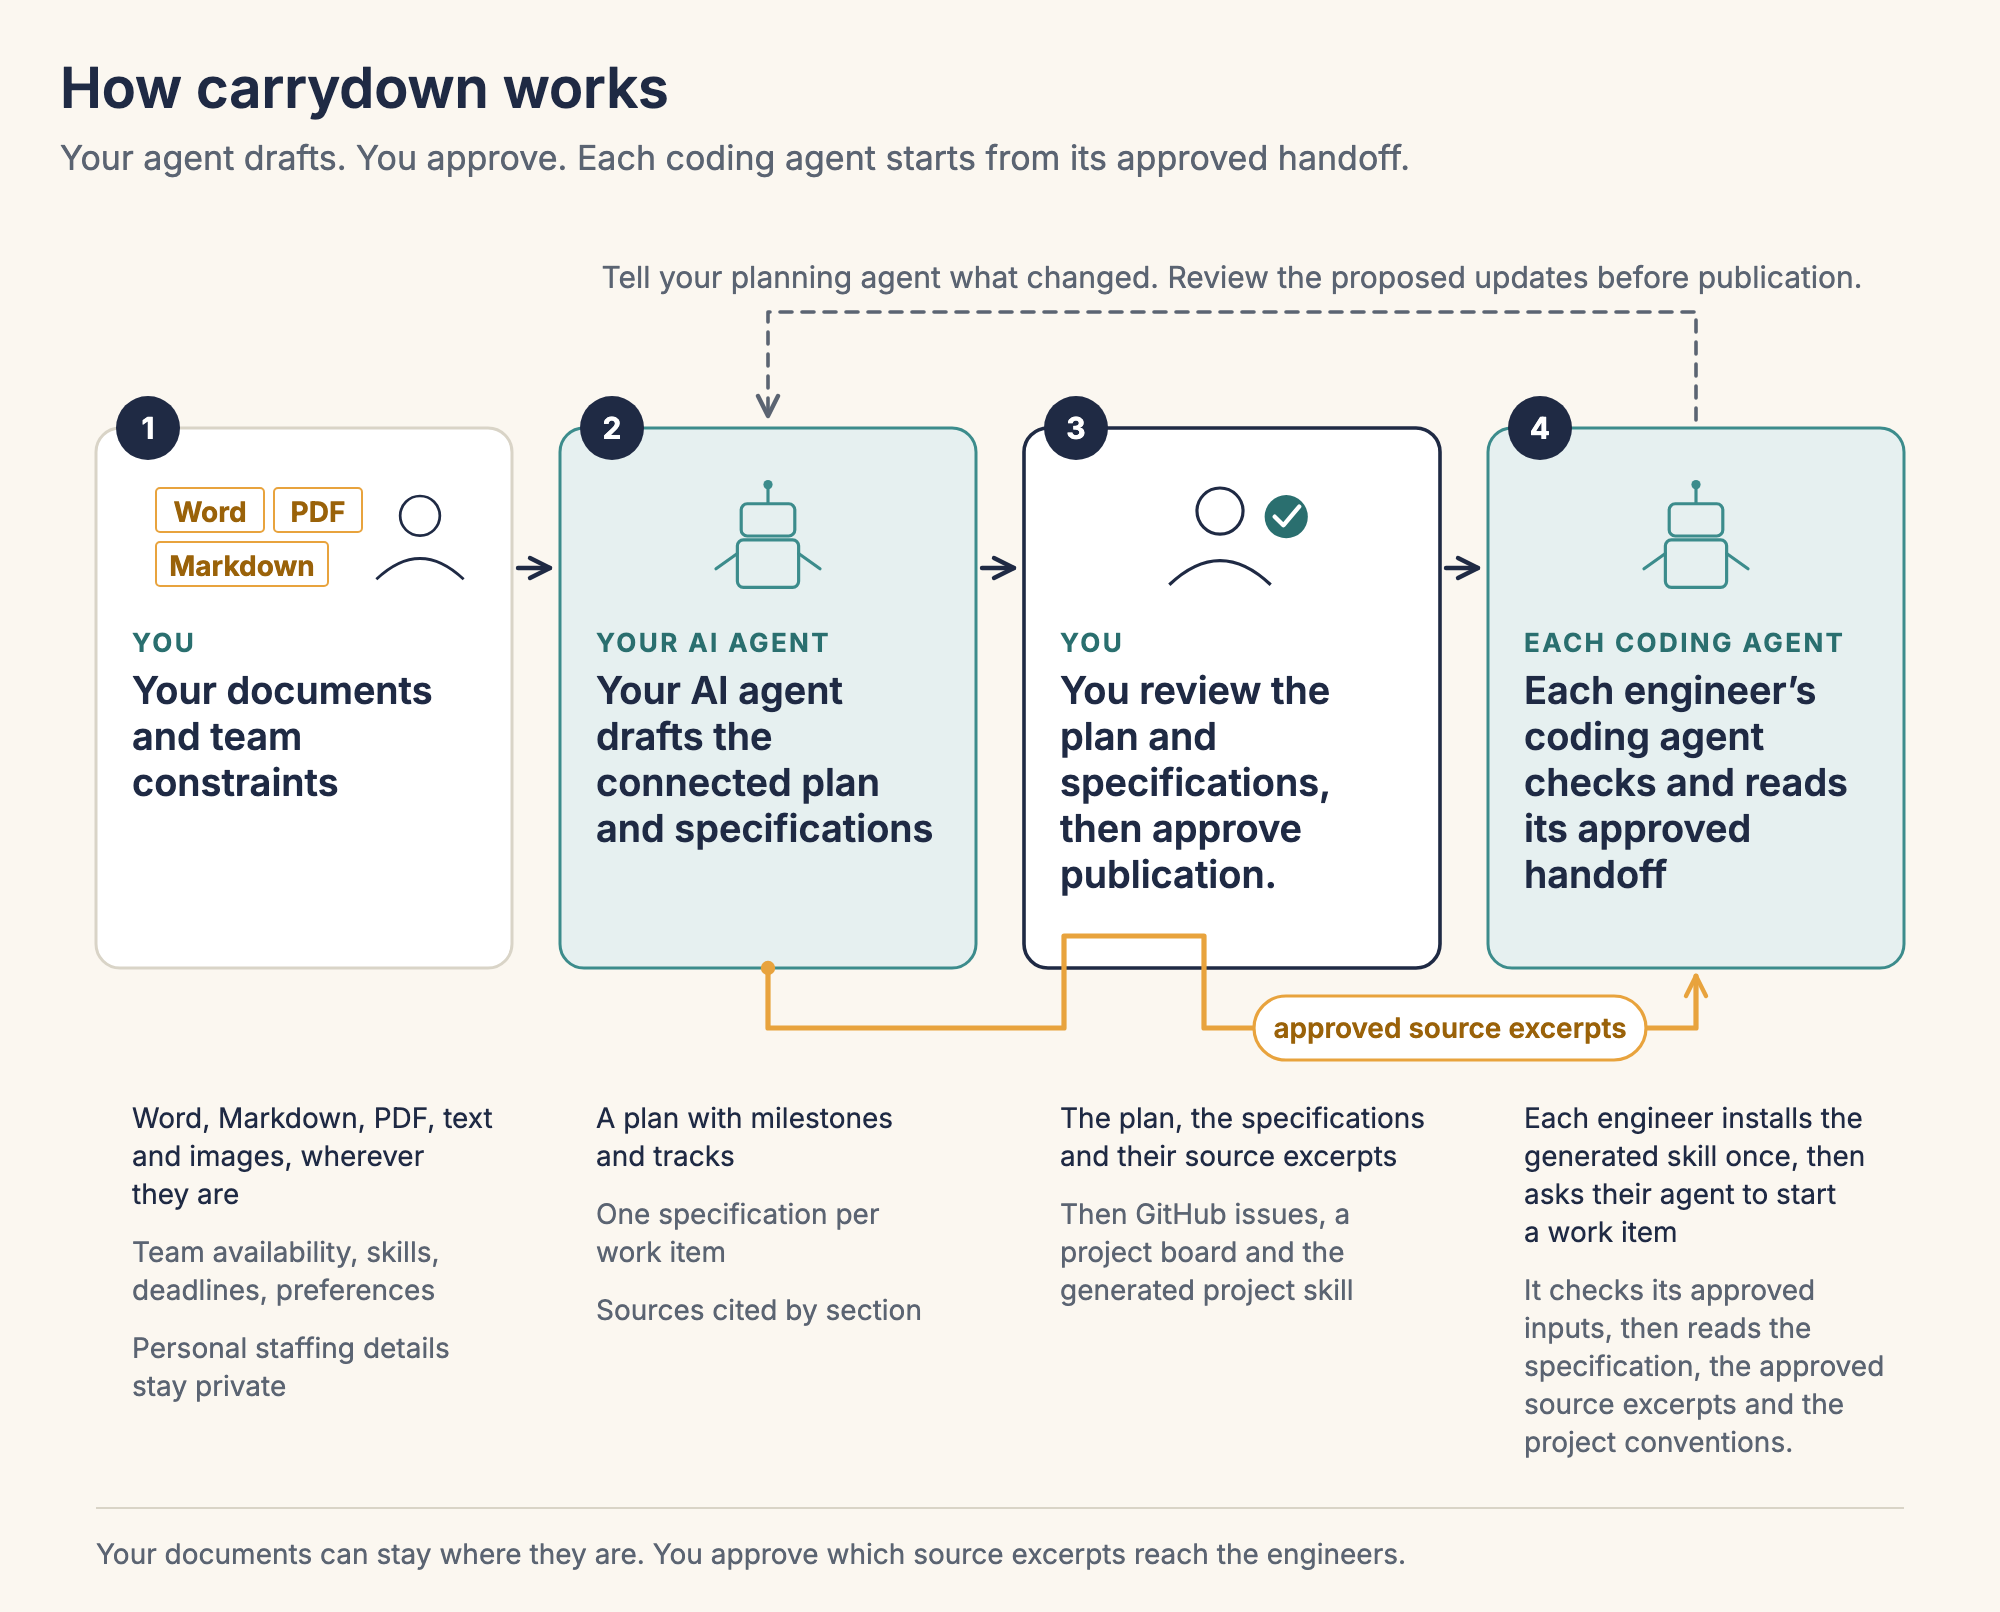 How carrydown works
Your agent drafts. You approve. Each coding agent starts from its approved handoff.
Tell your planning agent what changed. Review the proposed updates before publication.
1
Word
PDF
Markdown
YOU
Your documents
and team
constraints
2
YOUR AI AGENT
Your AI agent
drafts the
connected plan
and specifications
3
YOU
You review the
plan and
specifications,
then approve
publication.
4
EACH CODING AGENT
Each engineer’s
coding agent
checks and reads
its approved
handoff
approved source excerpts
Word, Markdown, PDF, text
and images, wherever
they are
Team availability, skills,
deadlines, preferences
Personal staffing details
stay private
A plan with milestones
and tracks
One specification per
work item
Sources cited by section
The plan, the specifications
and their source excerpts
Then GitHub issues, a
project board and the
generated project skill
Each engineer installs the
generated skill once, then
asks their agent to start
a work item
It checks its approved
inputs, then reads the
specification, the approved
source excerpts and the
project conventions.
Your documents can stay where they are. You approve which source excerpts reach the engineers.